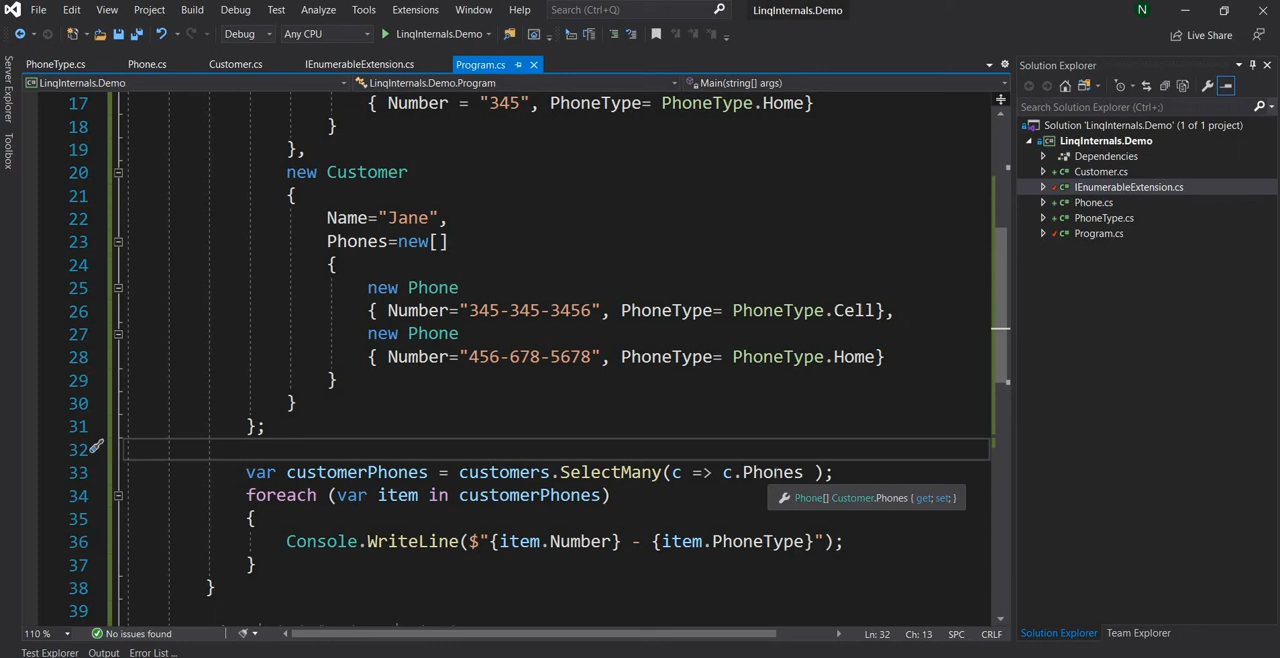 File Edit View Project Build Debug Test Analyze Tools Extensions Window Help Search (Ctrl+Q) LinqInternals.Demo N
Debug Any CPU LinqInternals.Demo Live Share
Server Explorer
Toolbox
PhoneType.cs Phone.cs Customer.cs IEnumerableExtension.cs Program.cs
LinqInternals.Demo LinqInternals.Demo.Program Main(string[] args)
17 { Number = "345", PhoneType= PhoneType.Home}
18 }
19 },
20 new Customer
21 {
22 Name="Jane",
23 Phones=new[]
24 {
25 new Phone
26 { Number="345-345-3456", PhoneType= PhoneType.Cell},
27 new Phone
28 { Number="456-678-5678", PhoneType= PhoneType.Home}
29 }
30 }
31 };
32
33 var customerPhones = customers.SelectMany(c => c.Phones );
34 foreach (var item in customerPhones)
Phone[] Customer.Phones { get; set; }
35 {
36 Console.WriteLine($"{item.Number} - {item.PhoneType}");
37 }
38 }
39
110 % No issues found Ln: 32 Ch: 13 SPC CRLF
Test Explorer Output Error List ...
Solution Explorer
Search Solution Explorer (Ctrl+;)
Solution 'LinqInternals.Demo' (1 of 1 project)
LinqInternals.Demo
Dependencies
Customer.cs
IEnumerableExtension.cs
Phone.cs
PhoneType.cs
Program.cs
Solution Explorer Team Explorer